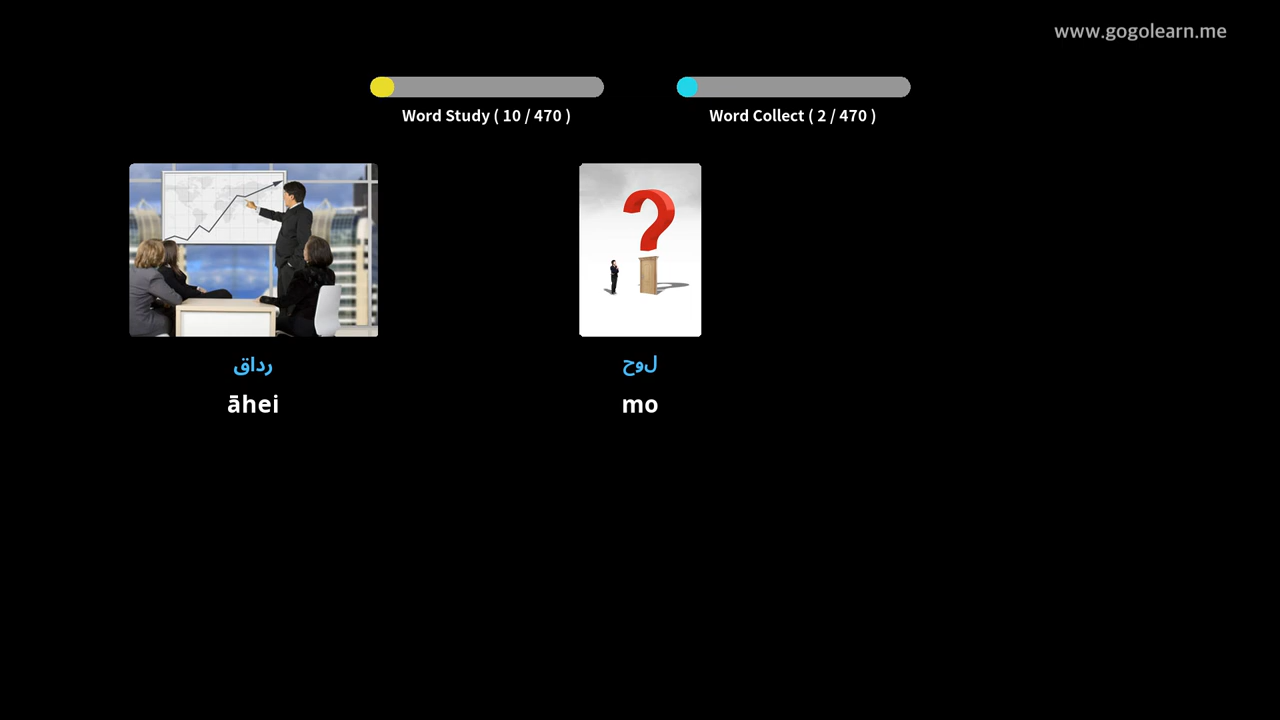 www.gogolearn.me
Word Study ( 10 / 470 )
Word Collect ( 2 / 470 )
رداق
لوح
āhei
mo